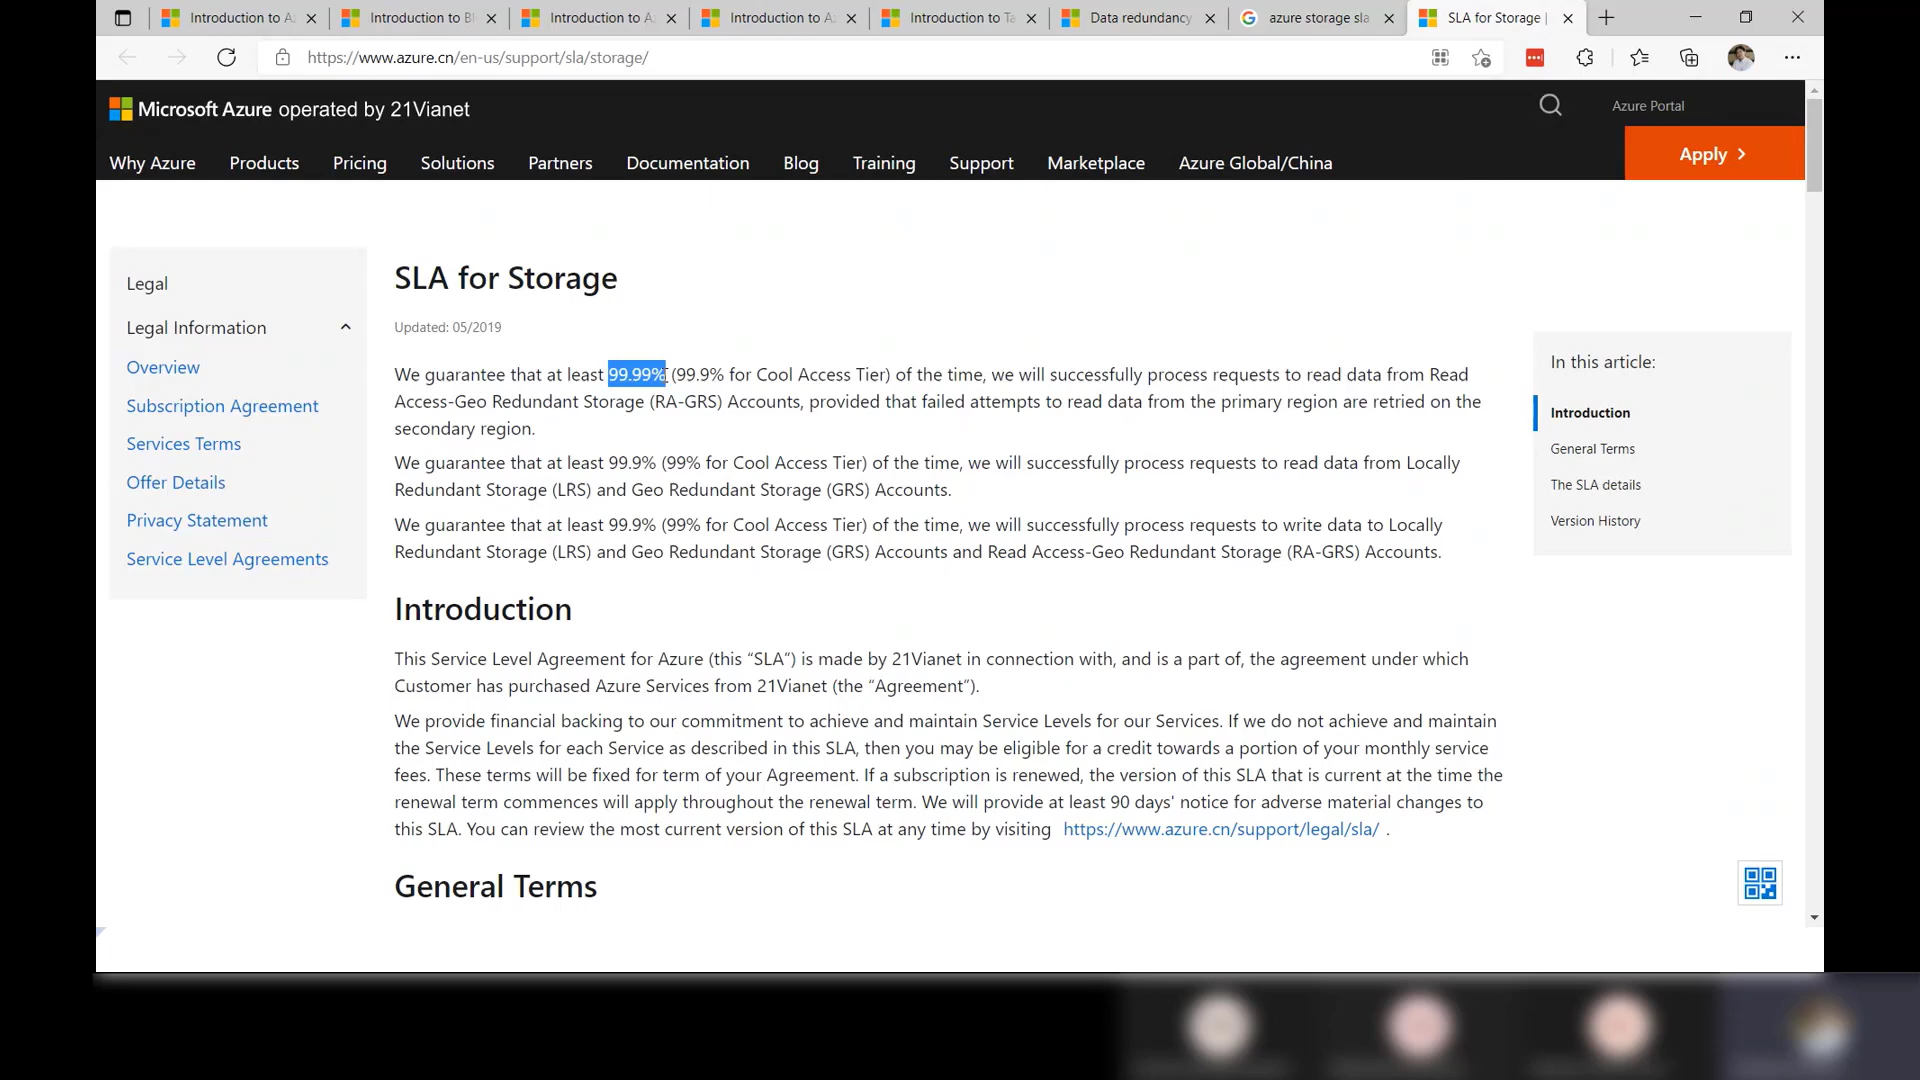 Introduction to A
Introduction to Bl
Introduction to A
Introduction to A
Introduction to Ta
Data redundancy
azure storage sla
SLA for Storage |
https://www.azure.cn/en-us/support/sla/storage/
Microsoft Azure operated by 21Vianet
Azure Portal
Why Azure
Products
Pricing
Solutions
Partners
Documentation
Blog
Training
Support
Marketplace
Azure Global/China
Apply
Legal
Legal Information
Overview
Subscription Agreement
Services Terms
Offer Details
Privacy Statement
Service Level Agreements
SLA for Storage
Updated: 05/2019
We guarantee that at least 99.99% (99.9% for Cool Access Tier) of the time, we will successfully process requests to read data from Read
Access-Geo Redundant Storage (RA-GRS) Accounts, provided that failed attempts to read data from the primary region are retried on the
secondary region.
We guarantee that at least 99.9% (99% for Cool Access Tier) of the time, we will successfully process requests to read data from Locally
Redundant Storage (LRS) and Geo Redundant Storage (GRS) Accounts.
We guarantee that at least 99.9% (99% for Cool Access Tier) of the time, we will successfully process requests to write data to Locally
Redundant Storage (LRS) and Geo Redundant Storage (GRS) Accounts and Read Access-Geo Redundant Storage (RA-GRS) Accounts.
Introduction
This Service Level Agreement for Azure (this “SLA”) is made by 21Vianet in connection with, and is a part of, the agreement under which
Customer has purchased Azure Services from 21Vianet (the “Agreement”).
We provide financial backing to our commitment to achieve and maintain Service Levels for our Services. If we do not achieve and maintain
the Service Levels for each Service as described in this SLA, then you may be eligible for a credit towards a portion of your monthly service
fees. These terms will be fixed for term of your Agreement. If a subscription is renewed, the version of this SLA that is current at the time the
renewal term commences will apply throughout the renewal term. We will provide at least 90 days' notice for adverse material changes to
this SLA. You can review the most current version of this SLA at any time by visiting https://www.azure.cn/support/legal/sla/ .
General Terms
In this article:
Introduction
General Terms
The SLA details
Version History